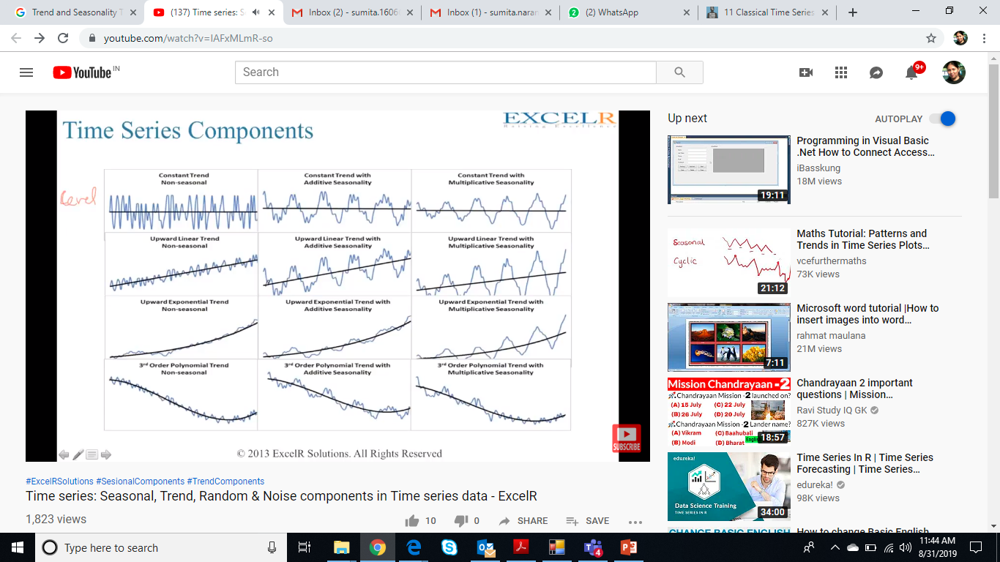 Trend and Seasonality T
(137) Time series: S
Inbox (2) - sumita.1606
Inbox (1) - sumita.naran
2
(2) WhatsApp
11 Classical Time Series
youtube.com/watch?v=IAFxMLmR-so
YouTube IN
Search
9+
Time Series Components
EXCELR
Raising Excellence
Level
Constant Trend
Non-seasonal
Constant Trend with
Additive Seasonality
Constant Trend with
Multiplicative Seasonality
Upward Linear Trend
Non-seasonal
Upward Linear Trend with
Additive Seasonality
Upward Linear Trend with
Multiplicative Seasonality
Upward Exponential Trend
Non-seasonal
Upward Exponential Trend with
Additive Seasonality
Upward Exponential Trend with
Multiplicative Seasonality
3rd Order Polynomial Trend
Non-seasonal
3rd Order Polynomial Trend with
Additive Seasonality
3rd Order Polynomial Trend with
Multiplicative Seasonality
SUBSCRIBE
© 2013 ExcelR Solutions. All Rights Reserved
#ExcelRSolutions #SesionalComponents #TrendComponents
Time series: Seasonal, Trend, Random & Noise components in Time series data - ExcelR
1,823 views
10
0
SHARE
SAVE
Up next
AUTOPLAY
19:11
Programming in Visual Basic
.Net How to Connect Access...
iBasskung
18M views
Seasonal
Cyclic
21:12
Maths Tutorial: Patterns and
Trends in Time Series Plots...
vcefurthermaths
73K views
7:11
Microsoft word tutorial |How to
insert images into word...
rahmat maulana
21M views
Mission Chandrayaan -2
Chandrayaan Mission -2 launched on?
(A) 15 July (C) 22 July
(B) 26 July (D) 20 July
Chandrayaan Mission -2 Lander name?
(A) Vikram (C) Baahubali
(B) Modi (D) Bharat
18:57
Chandrayaan 2 important
questions | Mission...
Ravi Study IQ GK
827K views
edureka!
Data Science Training
TIME SERIES IN R
34:00
Time Series In R | Time Series
Forecasting | Time Series...
edureka!
98K views
CHANGE BASIC ENGLISH
How to change Basic English
Type here to search
4
11:44 AM
8/31/2019